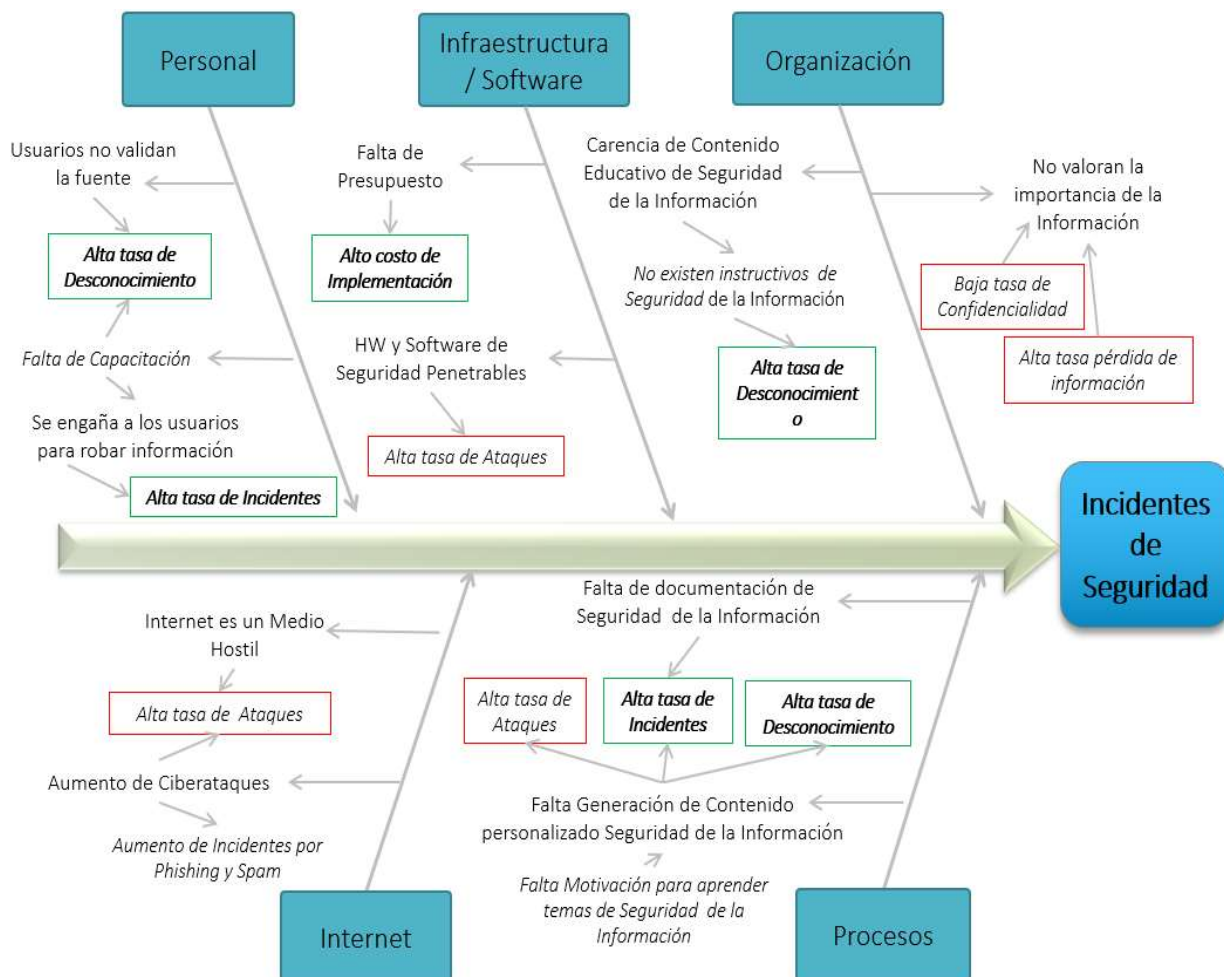 Personal
Infraestructura
/ Software
Organización
Usuarios no validan
la fuente
Alta tasa de
Desconocimiento
Falta de Capacitación
Se engaña a los usuarios
para robar información
Alta tasa de Incidentes
Falta de
Presupuesto
Alto costo de
Implementación
HW y Software de
Seguridad Penetrables
Alta tasa de Ataques
Carencia de Contenido
Educativo de Seguridad
de la Información
No existen instructivos de
Seguridad de la Información
Alta tasa de
Desconocimient
o
No valoran la
importancia de la
Información
Baja tasa de
Confidencialidad
Alta tasa pérdida de
información
Incidentes
de
Seguridad
Internet es un Medio
Hostil
Alta tasa de Ataques
Aumento de Ciberataques
Aumento de Incidentes por
Phishing y Spam
Falta de documentación de
Seguridad de la Información
Alta tasa de
Ataques
Alta tasa de
Incidentes
Alta tasa de
Desconocimiento
Falta Generación de Contenido
personalizado Seguridad de la Información
Falta Motivación para aprender
temas de Seguridad de la
Información
Internet
Procesos